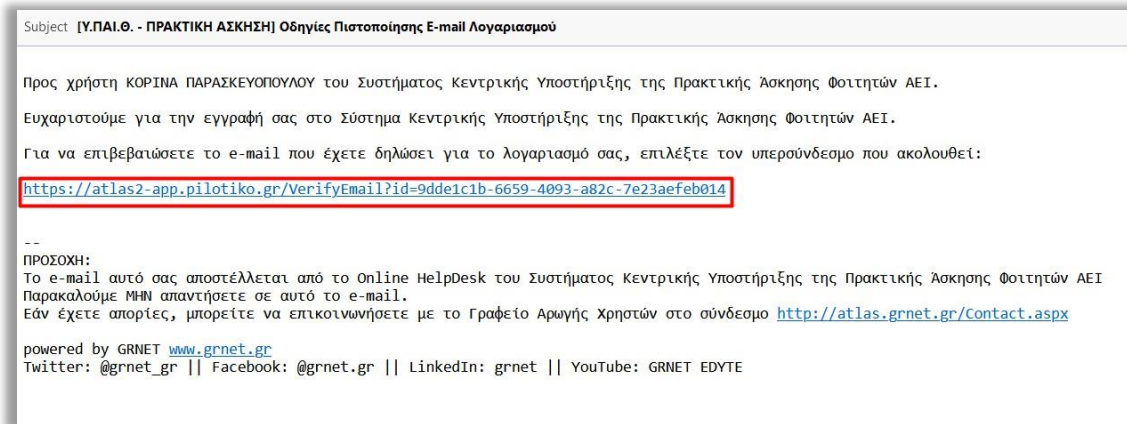 Subject [Υ.ΠΑΙ.Θ. - ΠΡΑΚΤΙΚΗ ΑΣΚΗΣΗ] Οδηγίες Πιστοποίησης E-mail Λογαριασμού
Προς χρήστη ΚΟΡΙΝΑ ΠΑΡΑΣΚΕΥΟΠΟΥΛΟΥ του Συστήματος Κεντρικής Υποστήριξης της Πρακτικής Άσκησης Φοιτητών ΑΕΙ.
Ευχαριστούμε για την εγγραφή σας στο Σύστημα Κεντρικής Υποστήριξης της Πρακτικής Άσκησης Φοιτητών ΑΕΙ.
Για να επιβεβαιώσετε το e-mail που έχετε δηλώσει για το λογαριασμό σας, επιλέξτε τον υπερσύνδεσμο που ακολουθεί:
https://atlas2-app.pilotiko.gr/VerifyEmail?id=9dde1c1b-6659-4093-a82c-7e23aefeb014
--
ΠΡΟΣΟΧΗ:
Το e-mail αυτό σας αποστέλλεται από το Online HelpDesk του Συστήματος Κεντρικής Υποστήριξης της Πρακτικής Άσκησης Φοιτητών ΑΕΙ
Παρακαλούμε ΜΗΝ απαντήσετε σε αυτό το e-mail.
Εάν έχετε απορίες, μπορείτε να επικοινωνήσετε με το Γραφείο Αρωγής Χρηστών στο σύνδεσμο http://atlas.grnet.gr/Contact.aspx
powered by GRNET www.grnet.gr
Twitter: @grnet_gr || Facebook: @grnet.gr || LinkedIn: grnet || YouTube: GRNET EDYTE